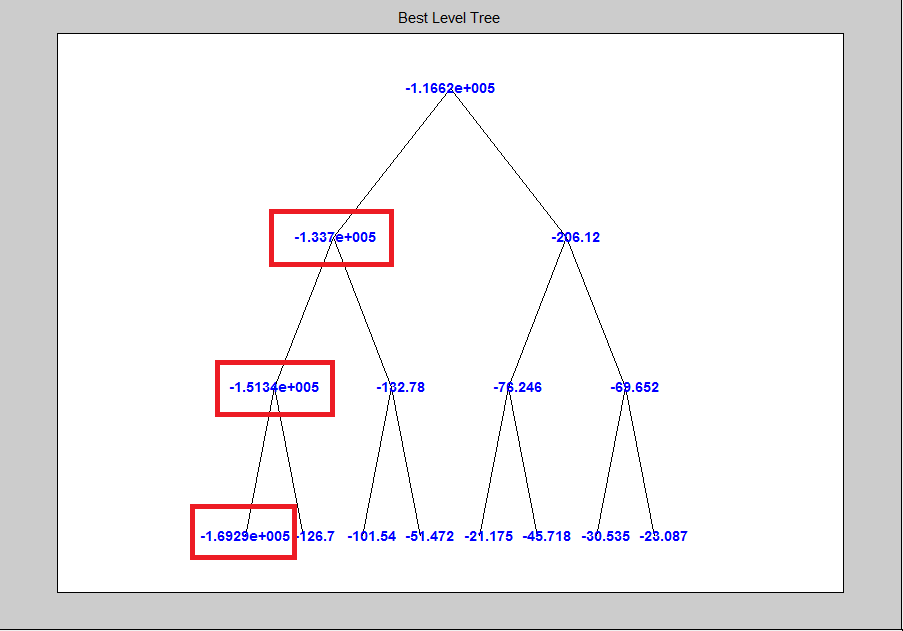 Best Level Tree
-1.1662e+005
-1.337e+005 -206.12
-1.5134e+005 -132.78 -76.246 -69.652
-1.6929e+005 -126.7 -101.54 -51.472 -21.175 -45.718 -30.535 -23.087